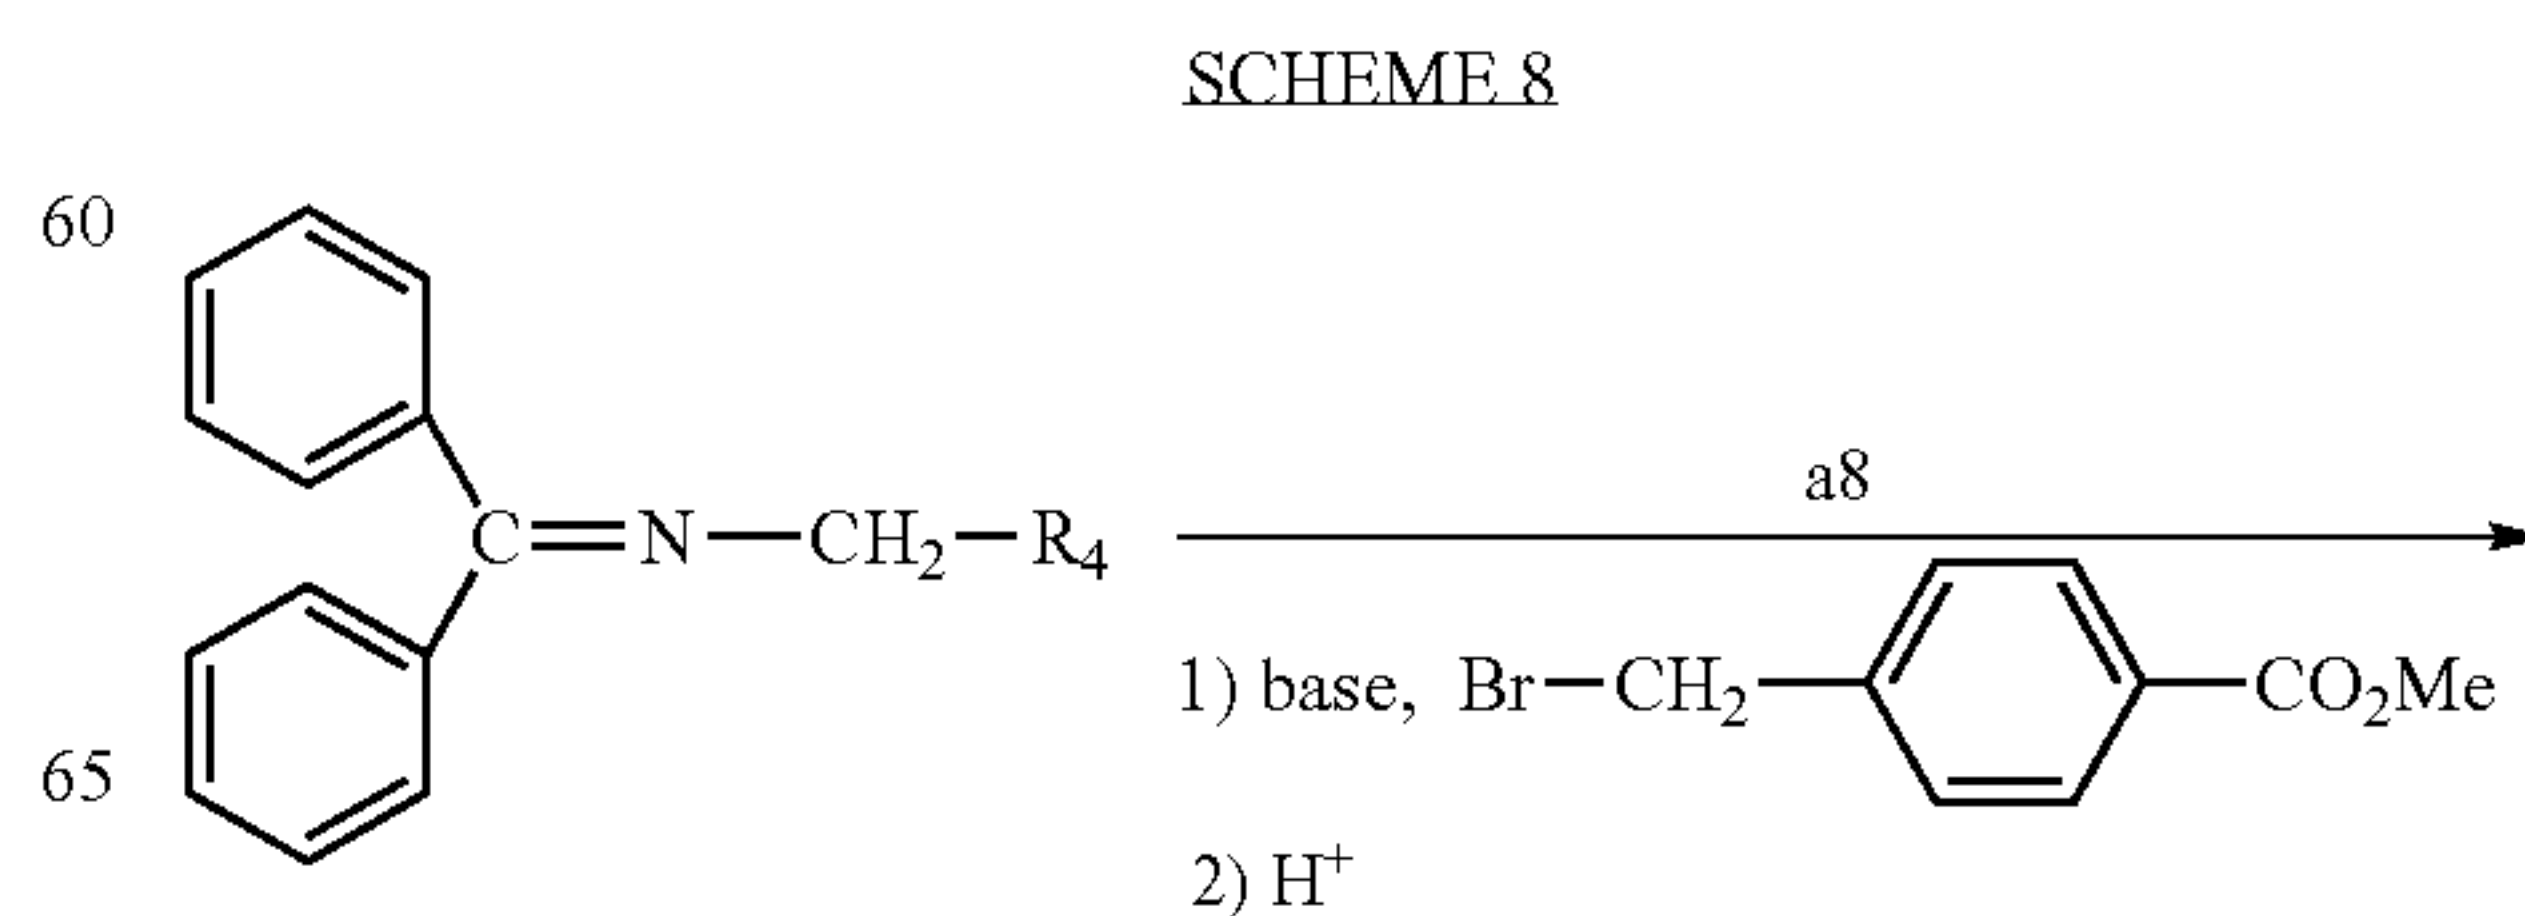 SCHEME 8
60
a8
C=N—CH₂—R₄
1) base, Br—CH₂— —CO₂Me
65
2) H⁺